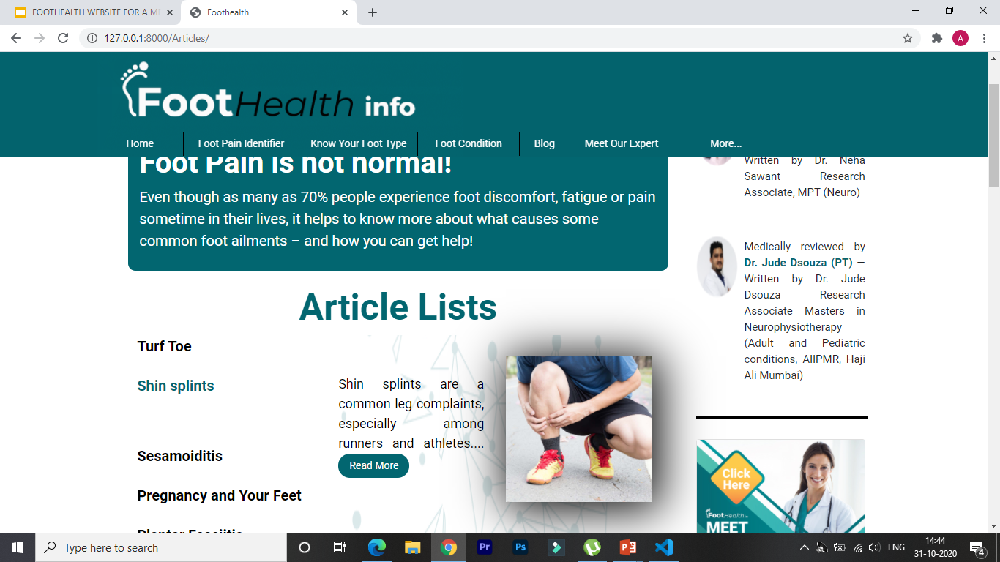 FOOTHEALTH WEBSITE FOR A ME
Foothealth
127.0.0.1:8000/Articles/
A
FootHealth info
Home
Foot Pain Identifier
Know Your Foot Type
Foot Condition
Blog
Meet Our Expert
More...
Foot Pain is not normal!
Even though as many as 70% people experience foot discomfort, fatigue or pain
sometime in their lives, it helps to know more about what causes some
common foot ailments – and how you can get help!
Article Lists
Turf Toe
Shin splints
Sesamoiditis
Pregnancy and Your Feet
Plantar Fasciitis
Shin splints are a
common leg complaints,
especially among
runners and athletes....
Read More
Written by Dr. Neha
Sawant Research
Associate, MPT (Neuro)
Medically reviewed by
Dr. Jude Dsouza (PT) —
Written by Dr. Jude
Dsouza Research
Associate Masters in
Neurophysiotherapy
(Adult and Pediatric
conditions, AIIPMR, Haji
Ali Mumbai)
Click
Here
FootHealth.in
MEET
Type here to search
Pr
Ps
ENG
14:44
31-10-2020
4